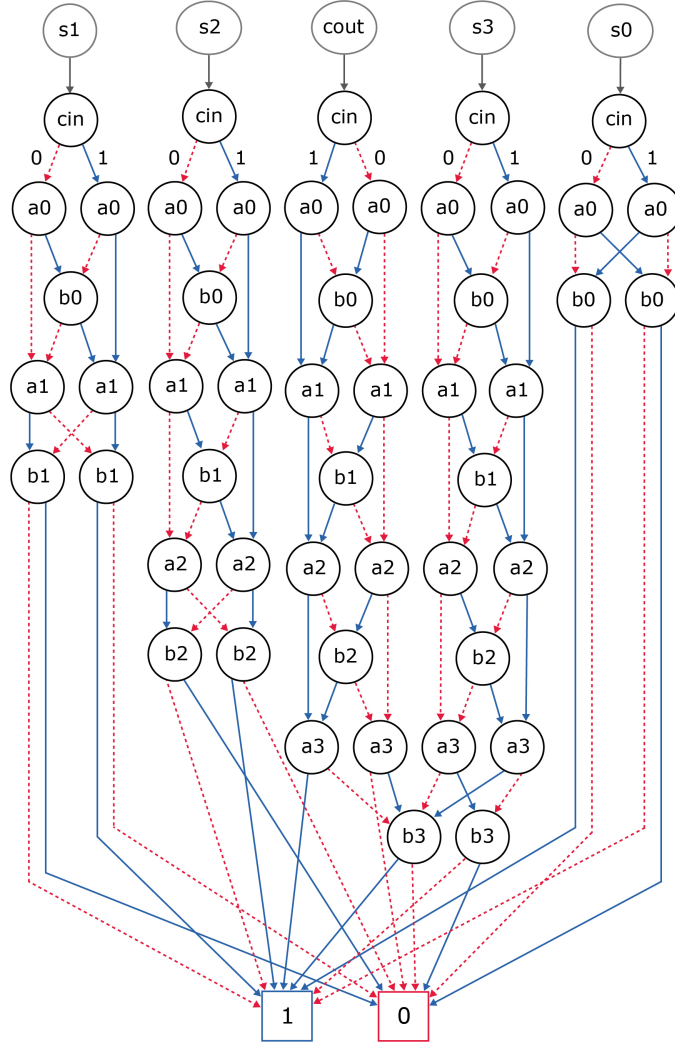 s1 s2 cout s3 s0
cin cin cin cin cin
0 1 0 1 1 0 0 1 0 1
a0 a0 a0 a0 a0 a0 a0 a0 a0 a0
b0 b0 b0 b0 b0 b0
a1 a1 a1 a1 a1 a1 a1 a1
b1 b1 b1 b1 b1
a2 a2 a2 a2 a2 a2
b2 b2 b2 b2
a3 a3 a3 a3
b3 b3
1 0